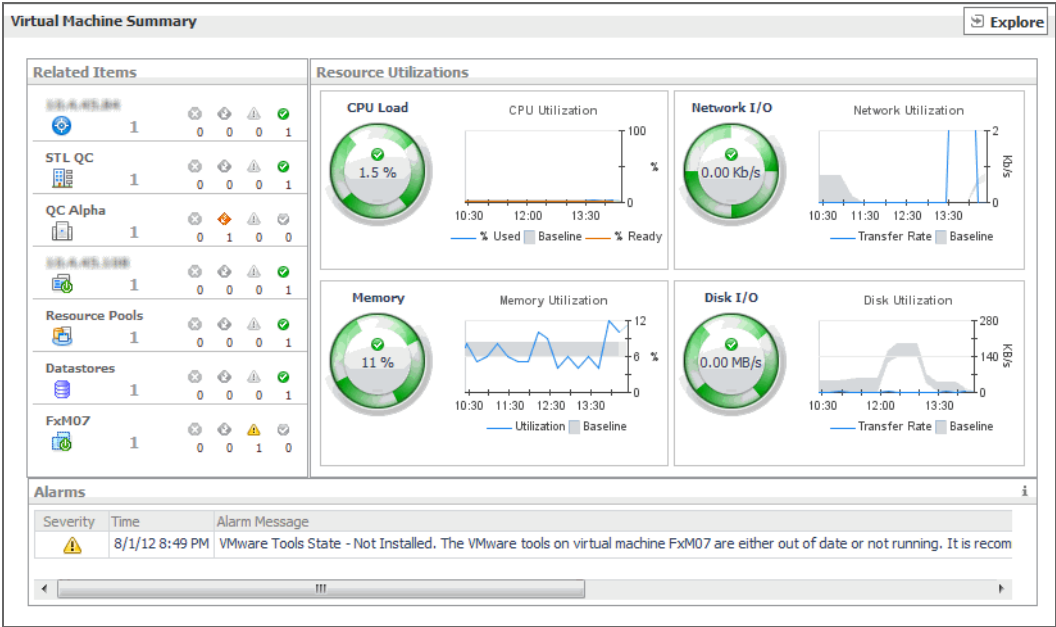 Virtual Machine Summary
Explore
Related Items
1
0 0 0 1
STL QC
1
0 0 0 1
QC Alpha
1
0 1 0 0
1
0 0 0 1
Resource Pools
1
0 0 0 1
Datastores
1
0 0 0 1
FxM07
1
0 0 1 0
Resource Utilizations
CPU Load
1.5 %
CPU Utilization
100
%
0
10:30 12:00 13:30
% Used Baseline % Ready
Network I/O
0.00 Kb/s
Network Utilization
2
Kb/s
0
10:30 11:30 12:30 13:30
Transfer Rate Baseline
Memory
11 %
Memory Utilization
12
6 %
0
10:30 11:30 12:30 13:30
Utilization Baseline
Disk I/O
0.00 MB/s
Disk Utilization
280
140 KB/s
0
10:30 12:00 13:30
Transfer Rate Baseline
Alarms
i
Severity Time Alarm Message
8/1/12 8:49 PM VMware Tools State - Not Installed. The VMware tools on virtual machine FxM07 are either out of date or not running. It is recom